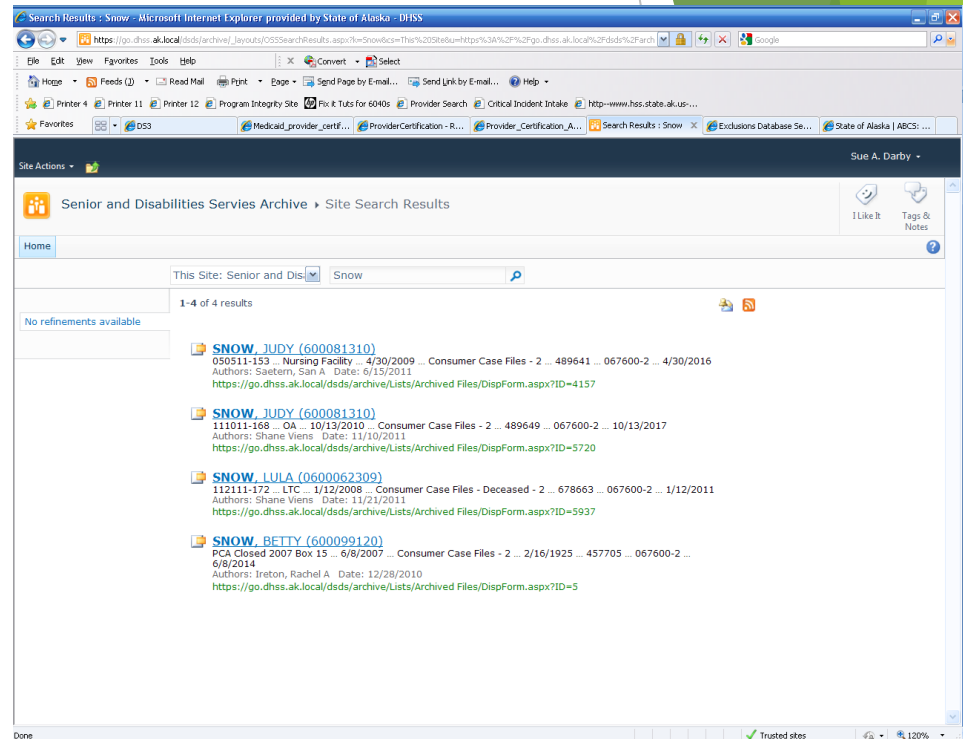 Search Results : Snow - Microsoft Internet Explorer provided by State of Alaska - DHSS
https://go.dhss.ak.local/dsds/archive/_layouts/OSSSearchResults.aspx?k=Snow&cs=This%20Site&u=https%3A%2F%2Fgo.dhss.ak.local%2Fdsds%2Farch Google
File Edit View Favorites Tools Help X Convert Select
Home Feeds (J) Read Mail Print Page Send Page by E-mail... Send Link by E-mail... Help
Printer 4 Printer 11 Printer 12 Program Integrity Site Fix it Tuts for 6040s Provider Search Critical Incident Intake http--www.hss.state.ak.us-...
Favorites DS3 Medicaid_provider_certif... ProviderCertification - R... Provider_Certification_A... Search Results : Snow X Exclusions Database Se... State of Alaska | ABCS: ...
Sue A. Darby
Site Actions
Senior and Disabilities Servies Archive Site Search Results
I Like It Tags & Notes
Home
This Site: Senior and Dis Snow
1-4 of 4 results
No refinements available
SNOW, JUDY (600081310)
050511-153 ... Nursing Facility ... 4/30/2009 ... Consumer Case Files - 2 ... 489641 ... 067600-2 ... 4/30/2016
Authors: Saetern, San A Date: 6/15/2011
https://go.dhss.ak.local/dsds/archive/Lists/Archived Files/DispForm.aspx?ID=4157
SNOW, JUDY (600081310)
111011-168 ... OA ... 10/13/2010 ... Consumer Case Files - 2 ... 489649 ... 067600-2 ... 10/13/2017
Authors: Shane Viens Date: 11/10/2011
https://go.dhss.ak.local/dsds/archive/Lists/Archived Files/DispForm.aspx?ID=5720
SNOW, LULA (0600062309)
112111-172 ... LTC ... 1/12/2008 ... Consumer Case Files - Deceased - 2 ... 678663 ... 067600-2 ... 1/12/2011
Authors: Shane Viens Date: 11/21/2011
https://go.dhss.ak.local/dsds/archive/Lists/Archived Files/DispForm.aspx?ID=5937
SNOW, BETTY (600099120)
PCA Closed 2007 Box 15 ... 6/8/2007 ... Consumer Case Files - 2 ... 2/16/1925 ... 457705 ... 067600-2 ...
6/8/2014
Authors: Ireton, Rachel A Date: 12/28/2010
https://go.dhss.ak.local/dsds/archive/Lists/Archived Files/DispForm.aspx?ID=5
Done Trusted sites 120%